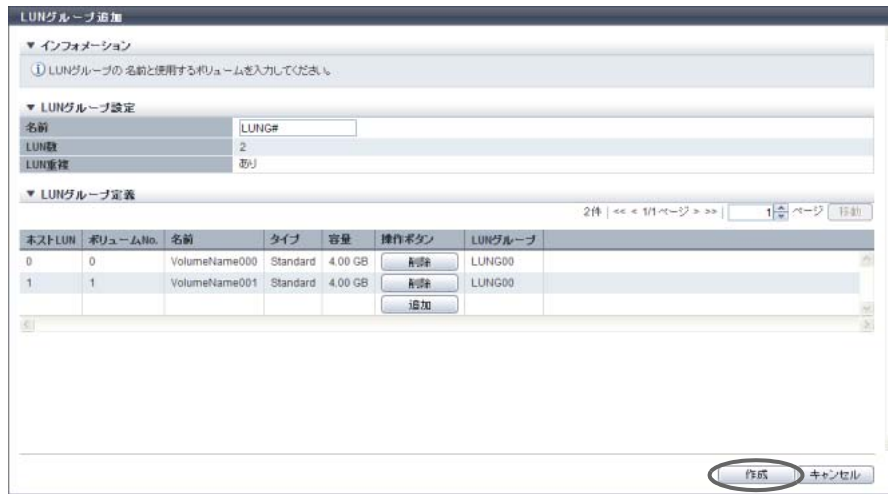 LUNグループ追加
▼ インフォメーション
LUNグループの 名前と使用するボリュームを入力してください。
▼ LUNグループ設定
名前 LUNG#
LUN数 2
LUN重複 あり
▼ LUNグループ定義
2件 | << < 1/1ページ > >> | 1 ページ 移動
ホストLUN ボリュームNo. 名前 タイプ 容量 操作ボタン LUNグループ
0 0 VolumeName000 Standard 4.00 GB 削除 LUNG00
1 1 VolumeName001 Standard 4.00 GB 削除 LUNG00
追加
作成 キャンセル